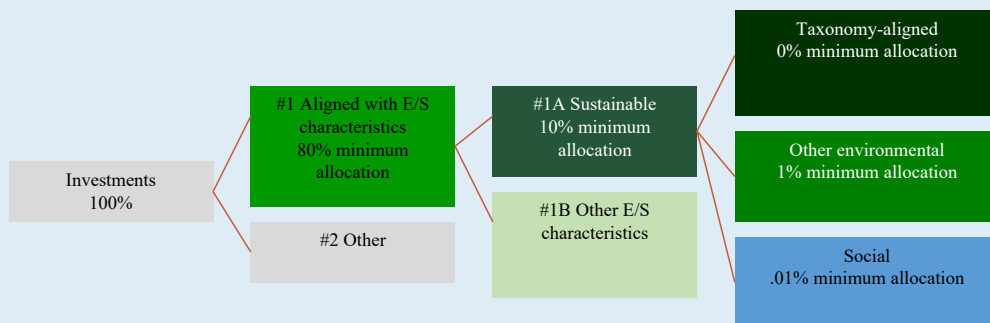 Investments
100%
#1 Aligned with E/S
characteristics
80% minimum
allocation
#2 Other
#1A Sustainable
10% minimum
allocation
#1B Other E/S
characteristics
Taxonomy-aligned
0% minimum allocation
Other environmental
1% minimum allocation
Social
.01% minimum allocation